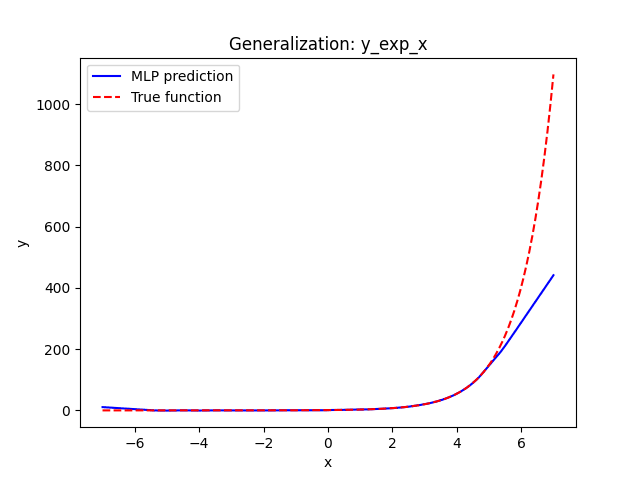 Generalization: y_exp_x
MLP prediction
True function
1000
800
600
400
200
0
y
−6
−4
−2
0
2
4
6
x